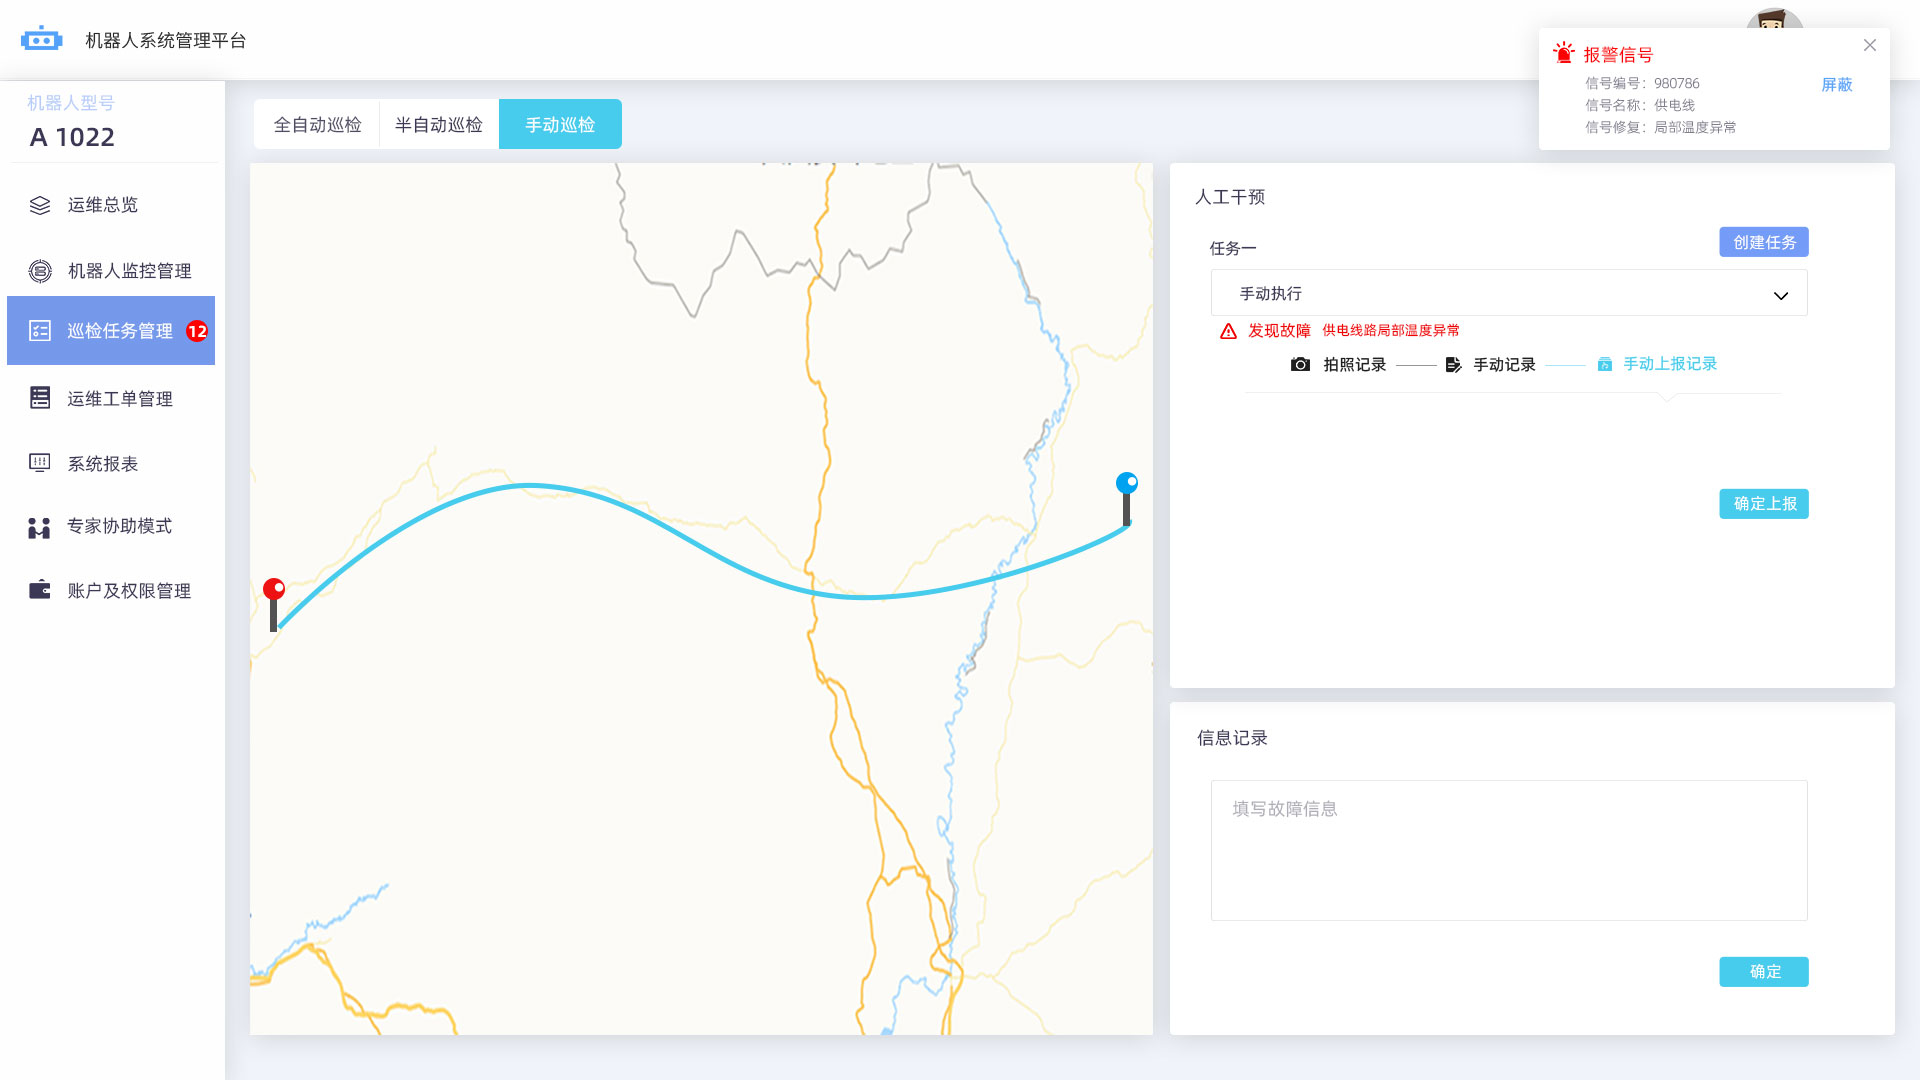 机器人系统管理平台
报警信号
信号编号：980786
屏蔽
信号名称：供电线
信号修复：局部温度异常
机器人型号
A 1022
运维总览
机器人监控管理
巡检任务管理 12
运维工单管理
系统报表
专家协助模式
账户及权限管理
全自动巡检 半自动巡检 手动巡检
人工干预
任务一
创建任务
手动执行
发现故障 供电线路局部温度异常
拍照记录 手动记录 手动上报记录
确定上报
信息记录
填写故障信息
确定